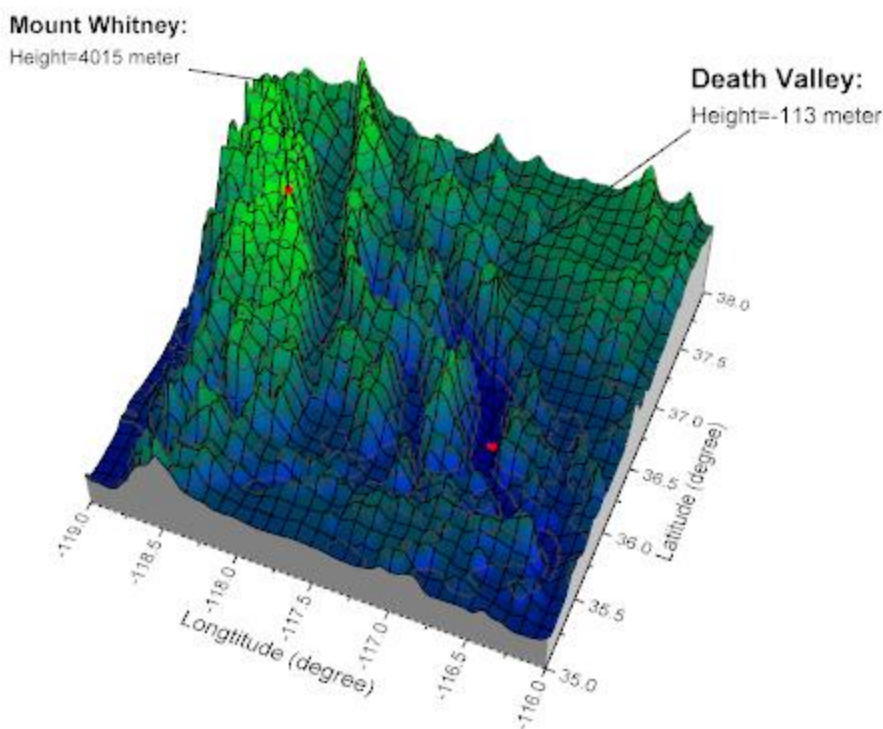 Mount Whitney:
Height=4015 meter
Death Valley:
Height=-113 meter
38.0
37.5
37.0
36.5
36.0
35.5
35.0
Latitude (degree)
-119.0
-118.5
-118.0
-117.5
-117.0
-116.5
-116.0
Longtitude (degree)